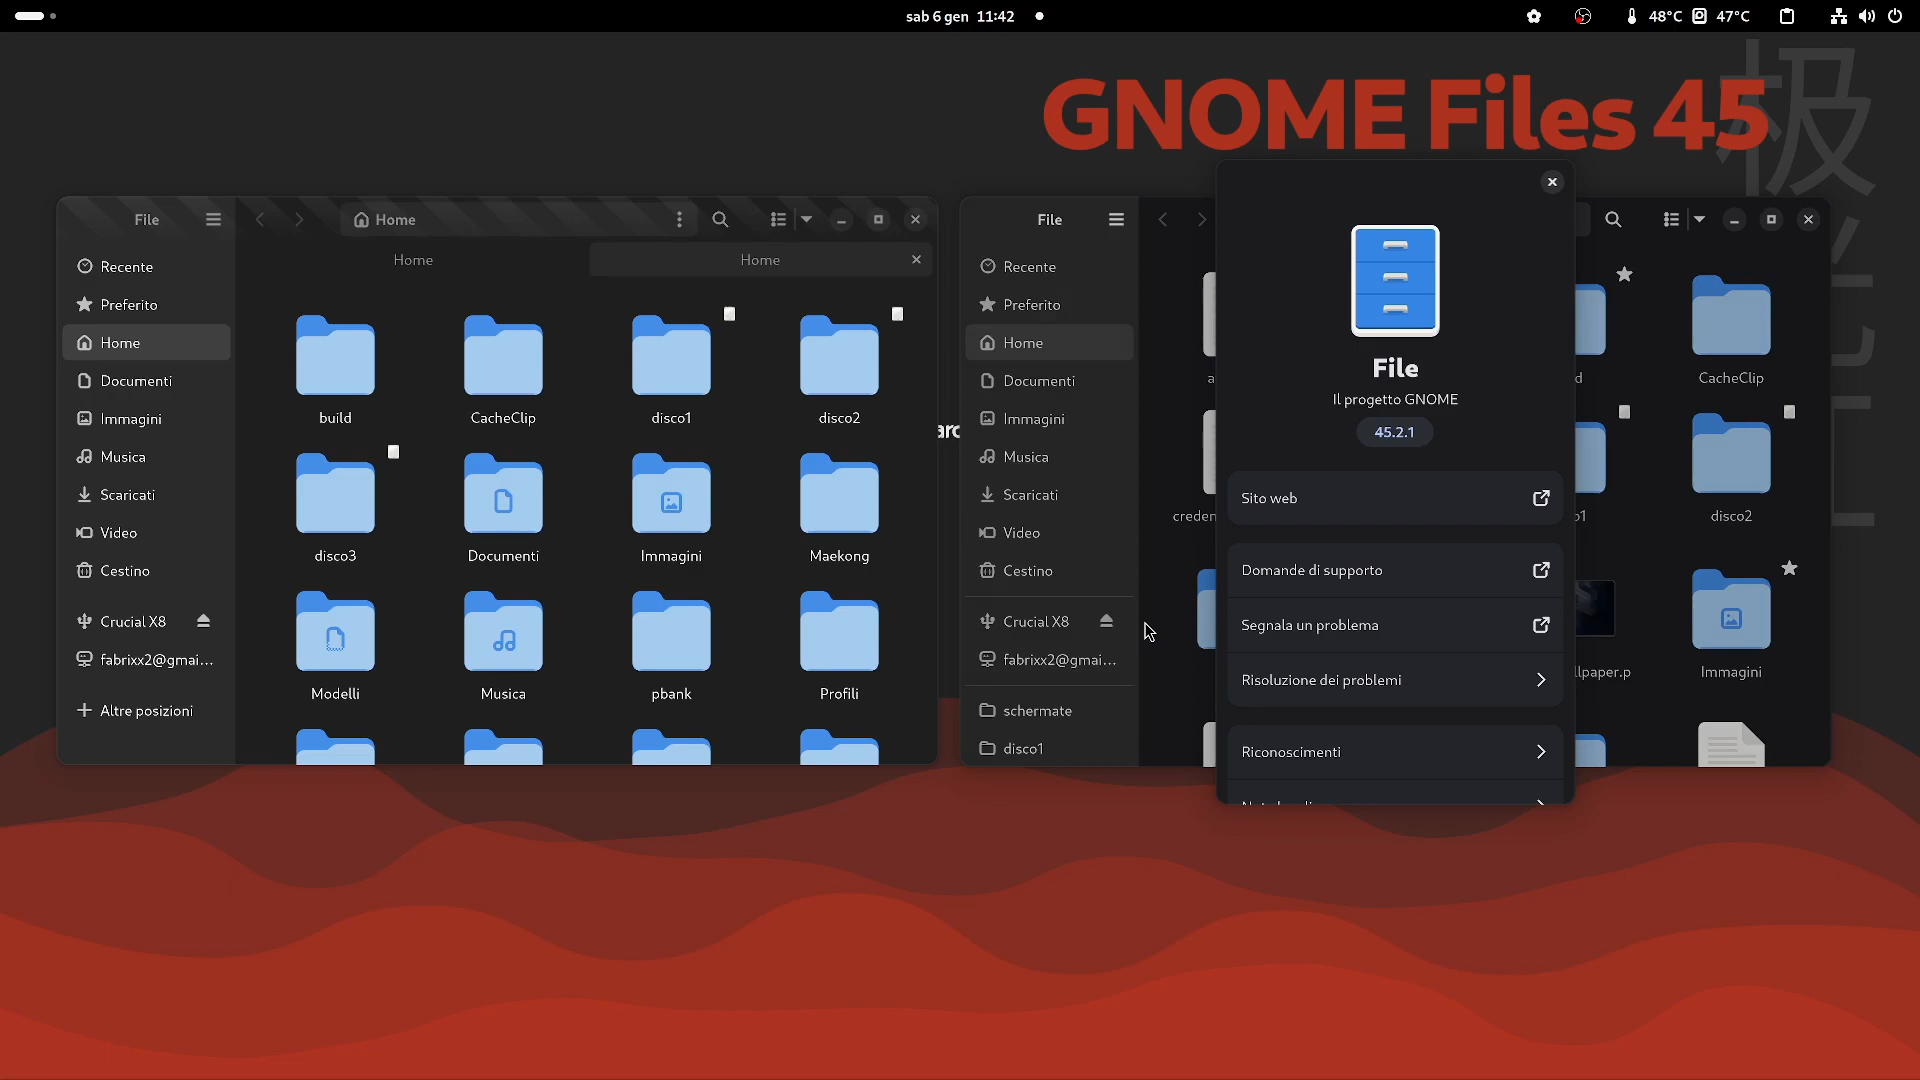 sab 6 gen 11:42
48°C 47°C
GNOME Files 45
极光
File
Home
Home
Home
Recente
Preferito
Home
Documenti
Immagini
Musica
Scaricati
Video
Cestino
Crucial X8
fabrixx2@gmai...
Altre posizioni
build
CacheClip
disco1
disco2
disco3
Documenti
Immagini
Maekong
Modelli
Musica
pbank
Profili
File
Recente
Preferito
Home
Documenti
Immagini
Musica
Scaricati
Video
Cestino
Crucial X8
fabrixx2@gmai...
schermate
disco1
CacheClip
disco2
Immagini
File
Il progetto GNOME
45.2.1
Sito web
Domande di supporto
Segnala un problema
Risoluzione dei problemi
Riconoscimenti